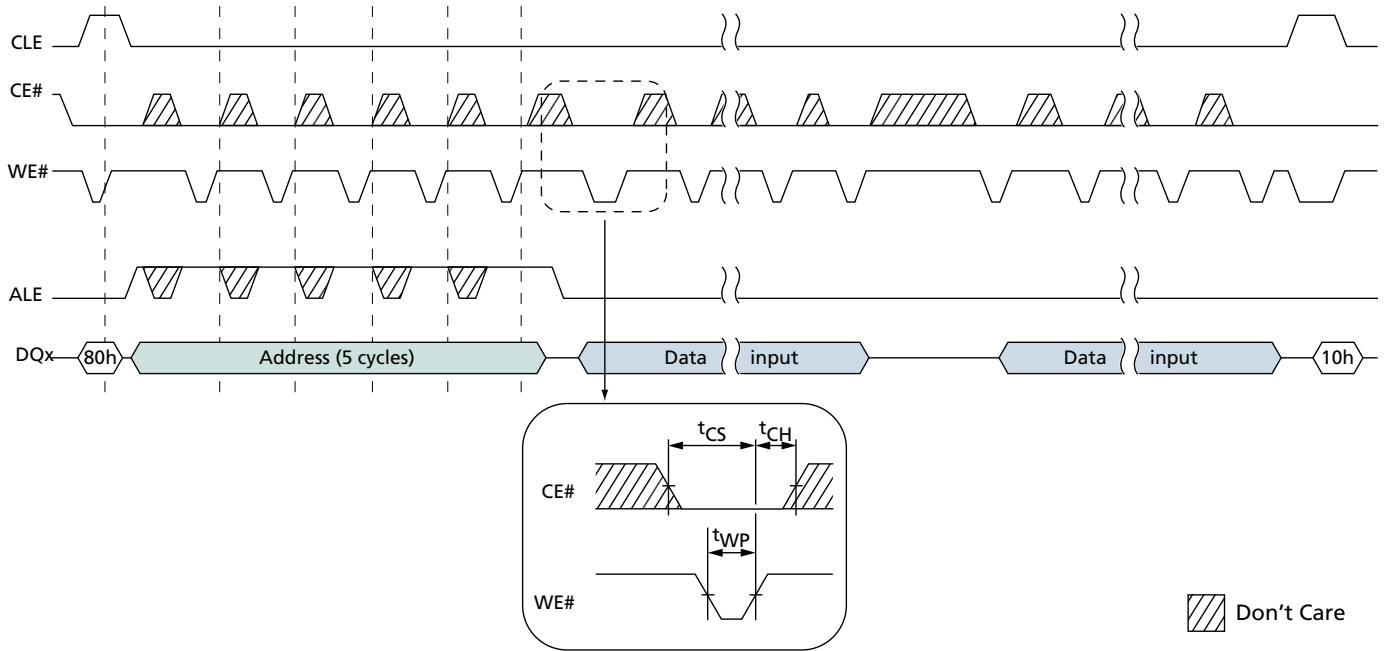 CLE
CE#
WE#
ALE
DQx
80h
Address (5 cycles)
Data input
Data input
10h
tCS
tCH
CE#
tWP
WE#
Don't Care